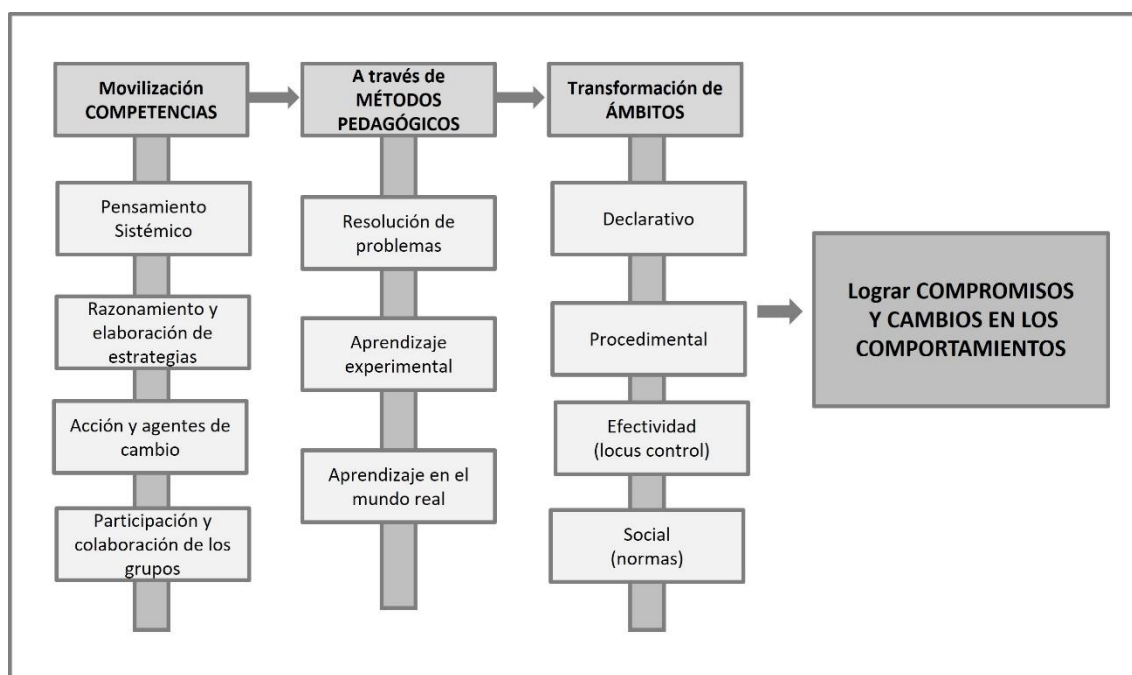 Movilización
COMPETENCIAS
Pensamiento
Sistémico
Razonamiento y
elaboración de
estrategias
Acción y agentes de
cambio
Participación y
colaboración de los
grupos
A través de
MÉTODOS
PEDAGÓGICOS
Resolución de
problemas
Aprendizaje
experimental
Aprendizaje en el
mundo real
Transformación de
ÁMBITOS
Declarativo
Procedimental
Efectividad
(locus control)
Social
(normas)
Lograr COMPROMISOS
Y CAMBIOS EN LOS
COMPORTAMIENTOS